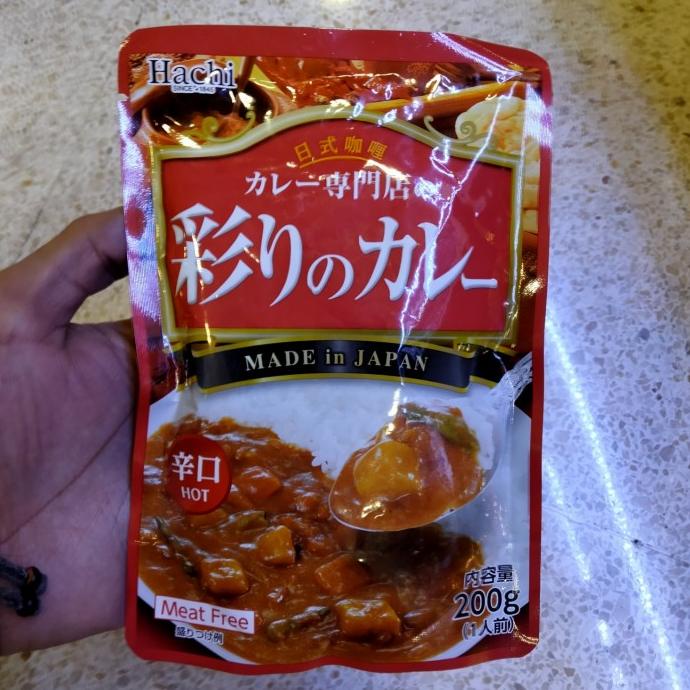 Hachi
SINCE 1845
日式咖喱
カレー専門店の
彩りのカレー
MADE in JAPAN
辛口
HOT
Meat Free
盛りつけ例
内容量
200g
(1人前)